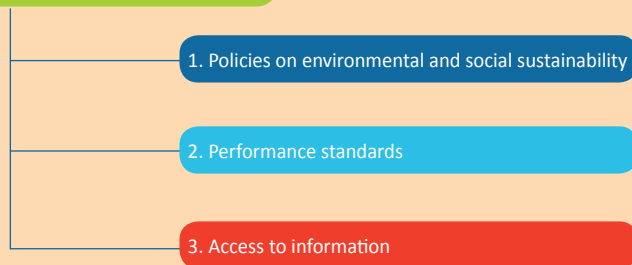 1. Policies on environmental and social sustainability
2. Performance standards
3. Access to information